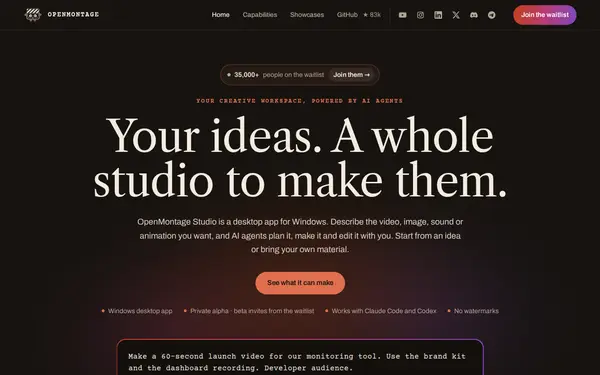 OPENMONTAGE
Home Capabilities Showcases GitHub ★ 83k Join the waitlist
35,000+ people on the waitlist Join them →
YOUR CREATIVE WORKSPACE, POWERED BY AI AGENTS
Your ideas. A whole
studio to make them.
OpenMontage Studio is a desktop app for Windows. Describe the video, image, sound or
animation you want, and AI agents plan it, make it and edit it with you. Start from an idea
or bring your own material.
See what it can make
Windows desktop app Private alpha · beta invites from the waitlist Works with Claude Code and Codex No watermarks
Make a 60-second launch video for our monitoring tool. Use the brand kit
and the dashboard recording. Developer audience.